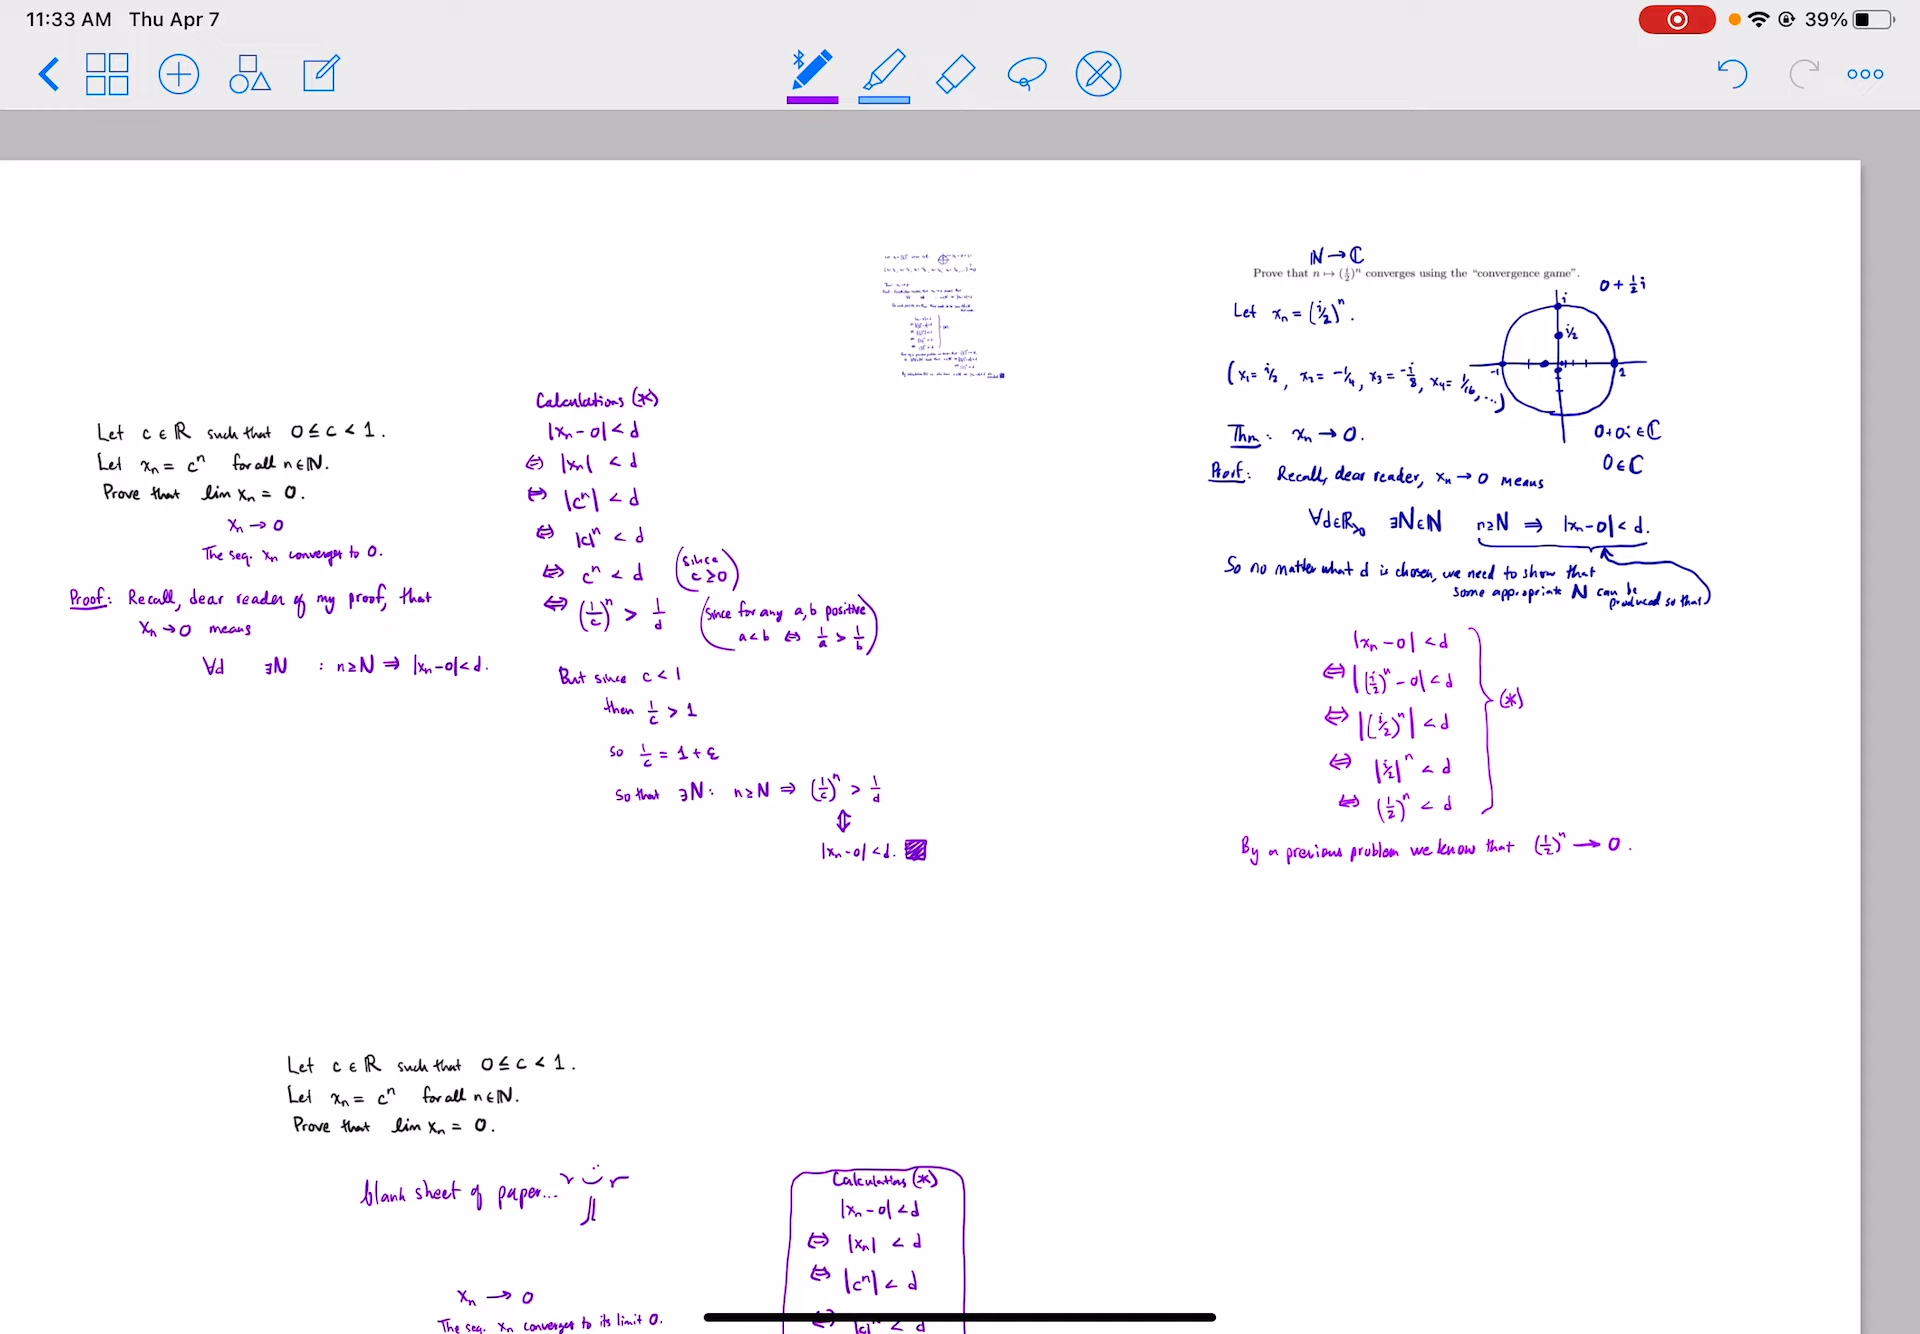 11:33 AM Thu Apr 7
39%
Let c ∈ ℝ such that 0 ≤ c < 1.
Let xₙ = cⁿ for all n ∈ ℕ.
Prove that lim xₙ = 0.
xₙ → 0
The seq. xₙ converges to 0.
Proof: Recall, dear reader of my proof, that
xₙ → 0 means
∀d ∃N : n ≥ N ⇒ |xₙ-0| < d.
Calculations (*)
|xₙ-0| < d
⇔ |xₙ| < d
⇔ |cⁿ| < d
⇔ |c|ⁿ < d
⇔ cⁿ < d (since c ≥ 0)
⇔ (1/c)ⁿ > 1/d (since for any a, b positive
a < b ⇔ 1/a > 1/b)
But since c < 1
then 1/c > 1
so 1/c = 1 + ε
so that ∃N: n ≥ N ⇒ (1/c)ⁿ > 1/d
⇕
|xₙ-0| < d.
ℕ → ℂ
Prove that n ↦ (i/2)ⁿ converges using the “convergence game”.
0 + ½i
Let xₙ = (i/2)ⁿ.
i
i/2
-1
2
(x₁ = i/2, x₂ = -1/4, x₃ = -i/8, x₄ = 1/16, ...)
0+0i ∈ ℂ
0 ∈ ℂ
Thm: xₙ → 0.
Proof: Recall, dear reader, xₙ → 0 means
∀d∈ℝ>0 ∃N∈ℕ n≥N ⇒ |xₙ-0| < d.
So no matter what d is chosen, we need to show that
some appropriate N can be
produced so that
|xₙ-0| < d
⇔ |(i/2)ⁿ - 0| < d
⇔ |(i/2)ⁿ| < d (*)
⇔ |i/2|ⁿ < d
⇔ (1/2)ⁿ < d
By a previous problem we know that (1/2)ⁿ → 0.
Let c ∈ ℝ such that 0 ≤ c < 1.
Let xₙ = cⁿ for all n ∈ ℕ.
Prove that lim xₙ = 0.
blank sheet of paper...
xₙ → 0
The seq. xₙ converges to its limit 0.
Calculations (*)
|xₙ-0| < d
⇔ |xₙ| < d
⇔ |cⁿ| < d
⇔ |c|ⁿ < d